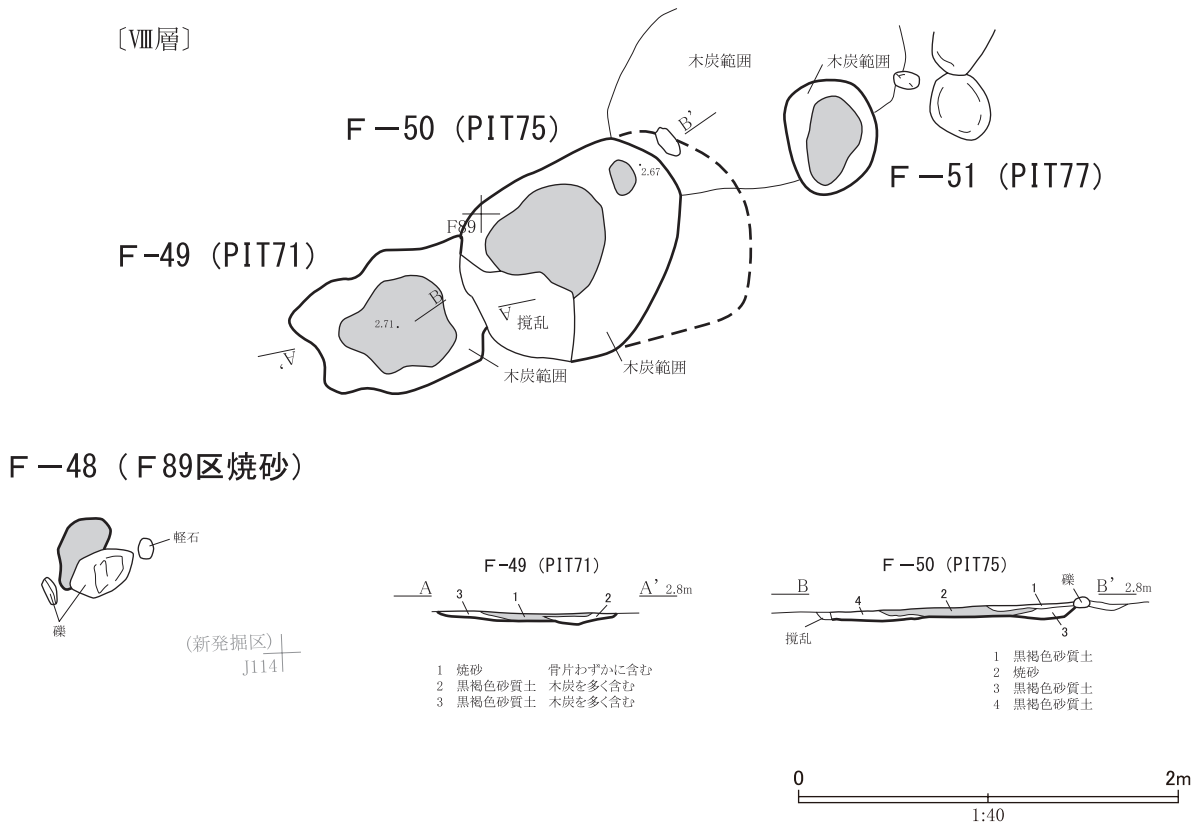 〔Ⅷ層〕
木炭範囲
木炭範囲
F-50 (PIT75)
B'
2.67
F-51 (PIT77)
F89
F-49 (PIT71)
B
A
2.71
撹乱
A'
木炭範囲
木炭範囲
F-48 (F89区焼砂)
軽石
礫
(新発掘区)
J114
F-49 (PIT71)
A
A' 2.8m
3
1
2
1 焼砂 骨片わずかに含む
2 黒褐色砂質土 木炭を多く含む
3 黒褐色砂質土 木炭を多く含む
F-50 (PIT75)
礫
B
B' 2.8m
4
2
1
撹乱
3
1 黒褐色砂質土
2 焼砂
3 黒褐色砂質土
4 黒褐色砂質土
0
2m
1:40